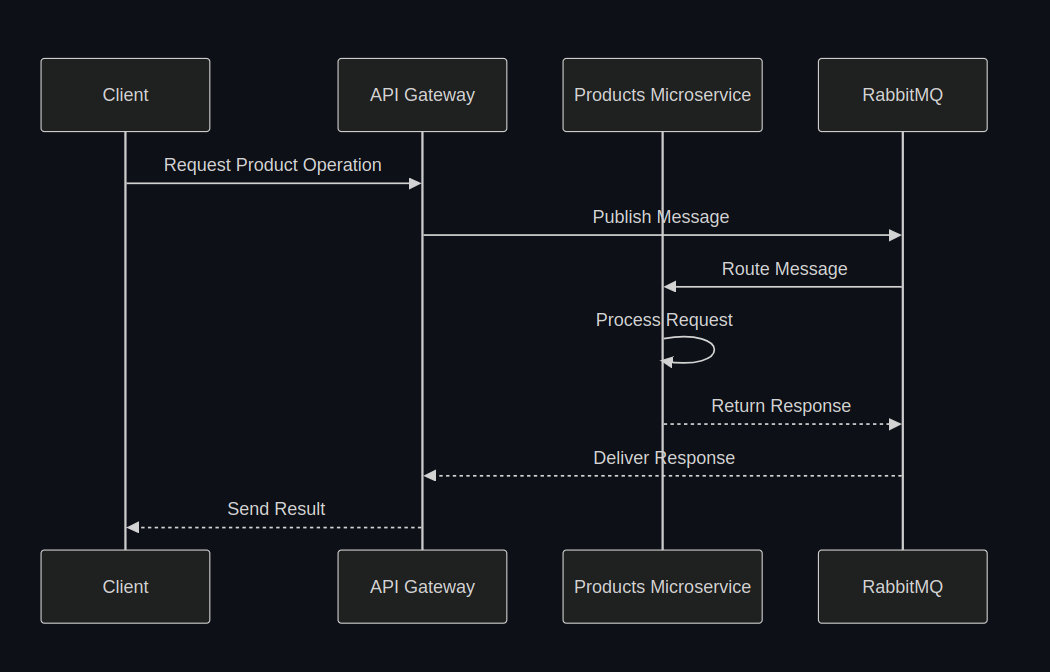 Client
API Gateway
Products Microservice
RabbitMQ
Request Product Operation
Publish Message
Route Message
Process Request
Return Response
Deliver Response
Send Result
Client
API Gateway
Products Microservice
RabbitMQ